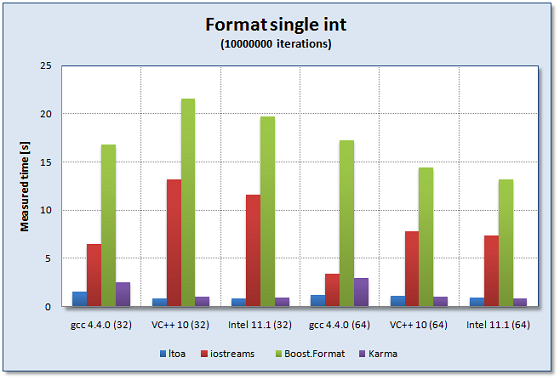 Format single int
(10000000 iterations)
Measured time [s]
25
20
15
10
5
0
gcc 4.4.0 (32) VC++ 10 (32) Intel 11.1 (32) gcc 4.4.0 (64) VC++ 10 (64) Intel 11.1 (64)
ltoa iostreams Boost.Format Karma